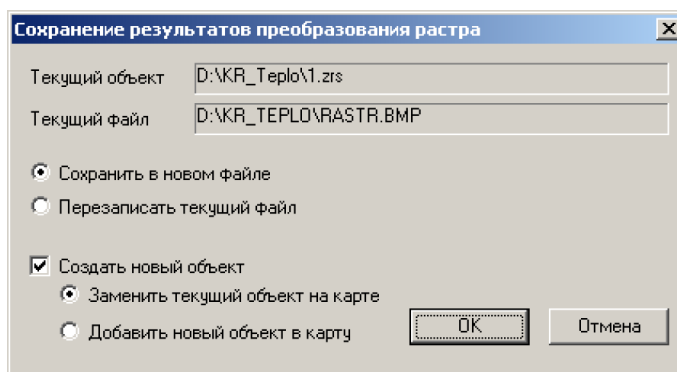 Сохранение результатов преобразования растра
Текущий объект D:\KR_Teplo\1.zrs
Текущий файл D:\KR_TEPLO\RASTR.BMP
Сохранить в новом файле
Перезаписать текущий файл
Создать новый объект
Заменить текущий объект на карте
Добавить новый объект в карту
OK Отмена